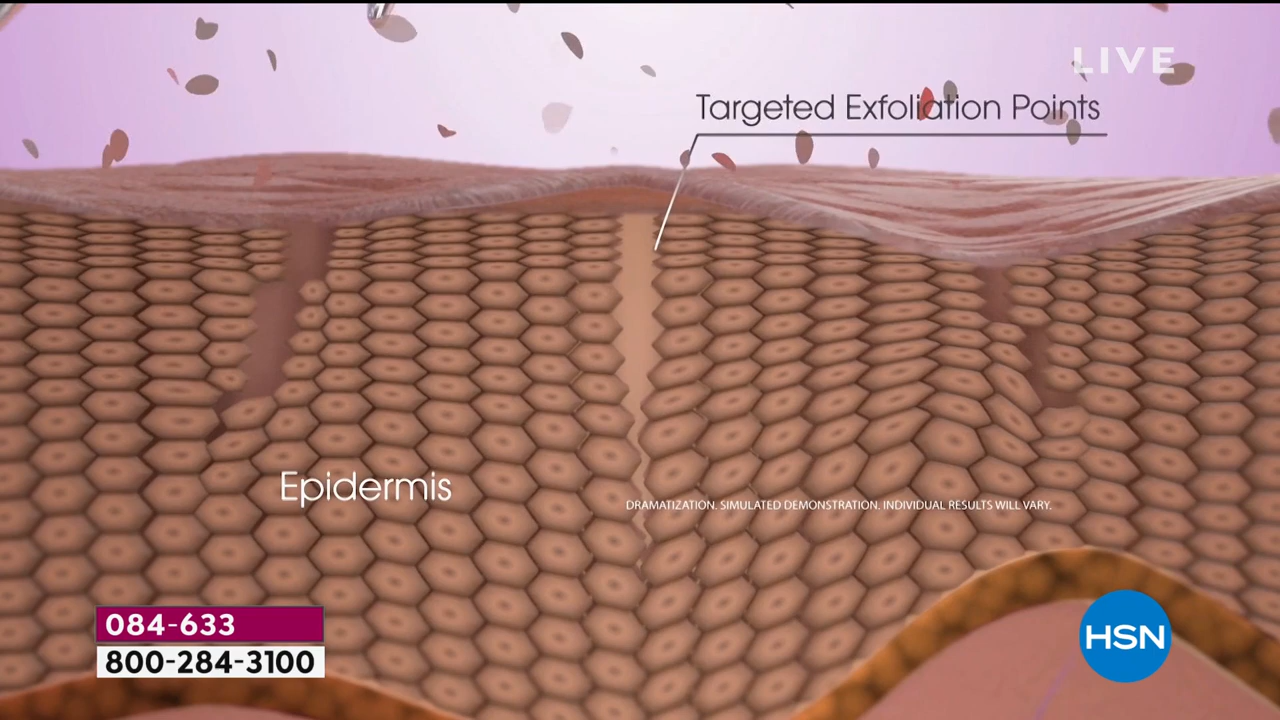 LIVE
Targeted Exfoliation Points
Epidermis
DRAMATIZATION. SIMULATED DEMONSTRATION. INDIVIDUAL RESULTS WILL VARY.
084-633
800-284-3100
HSN